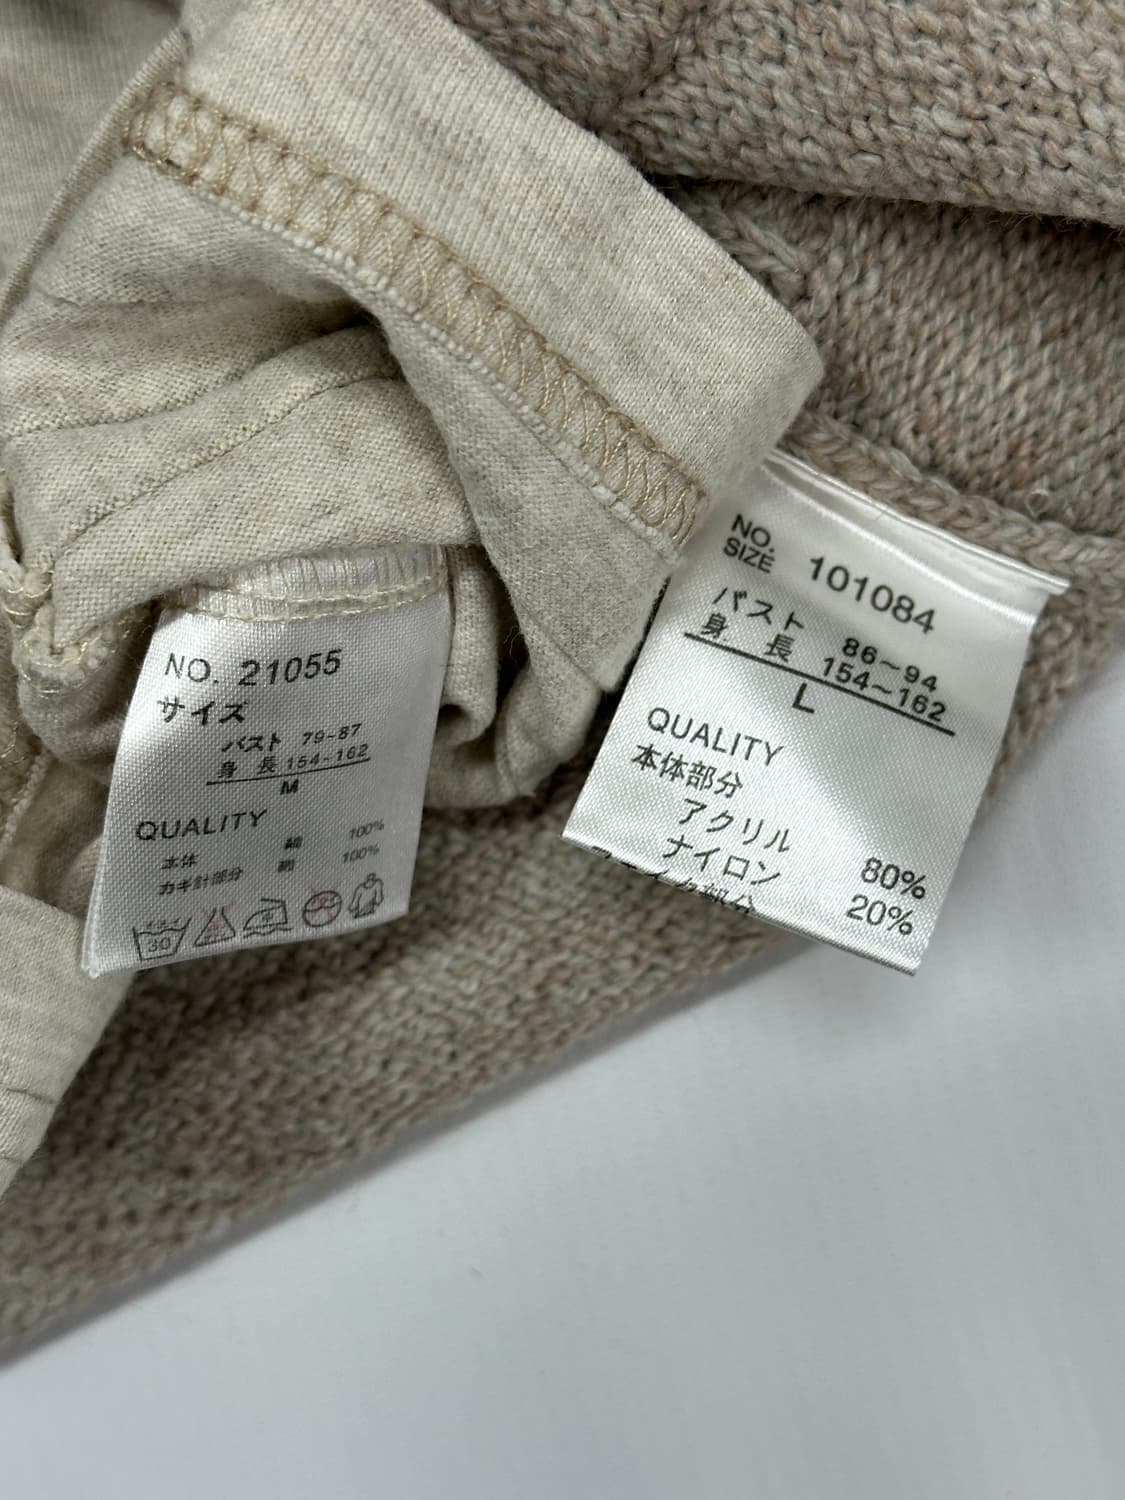 NO. 21055
サイズ
バスト 79~87
身 長 154~162
M
QUALITY
本体 綿 100%
カギ針部分 綿 100%
30
NO. 101084
SIZE
バスト 86~94
身 長 154~162
L
QUALITY
本体部分
アクリル 80%
ナイロン 20%